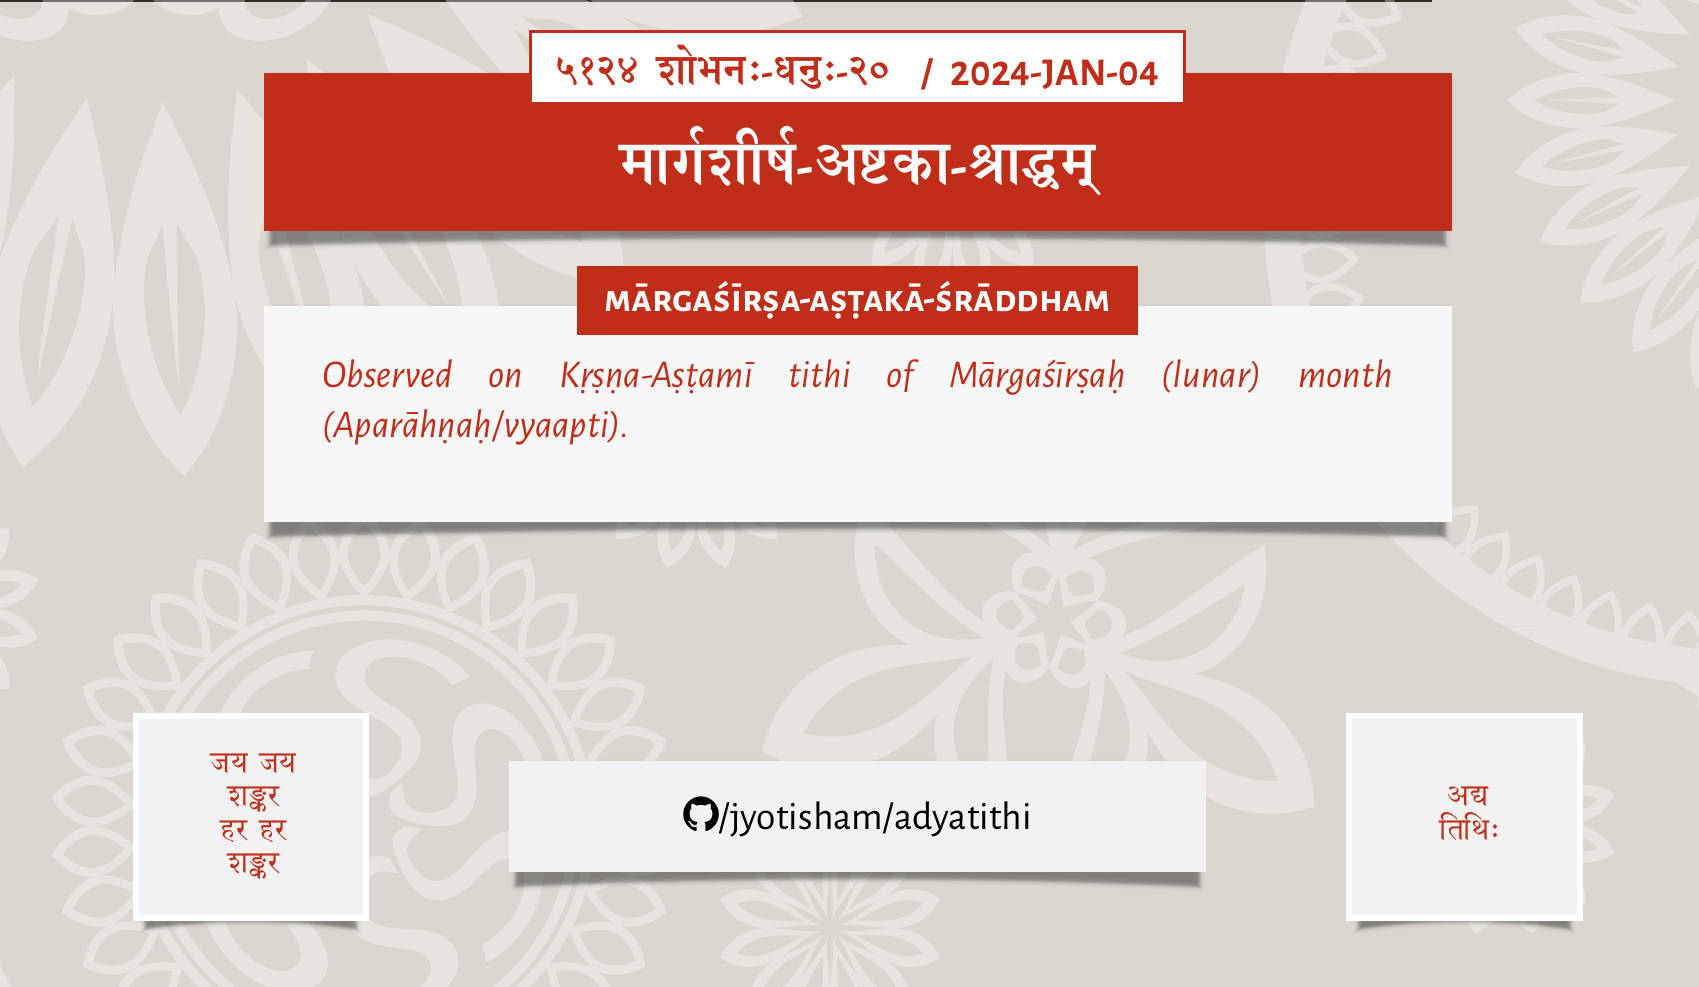 ५१२४ शोभनः-धनुः-२० / 2024-JAN-04
मार्गशीर्ष-अष्टका-श्राद्धम्
MĀRGAŚĪRṢA-AṢṬAKĀ-ŚRĀDDHAM
Observed on Kṛṣṇa-Aṣṭamī tithi of Mārgaśīrṣaḥ (lunar) month
(Aparāhṇaḥ/vyaapti).
जय जय
शङ्कर
हर हर
शङ्कर
/jyotisham/adyatithi
अद्य
तिथिः